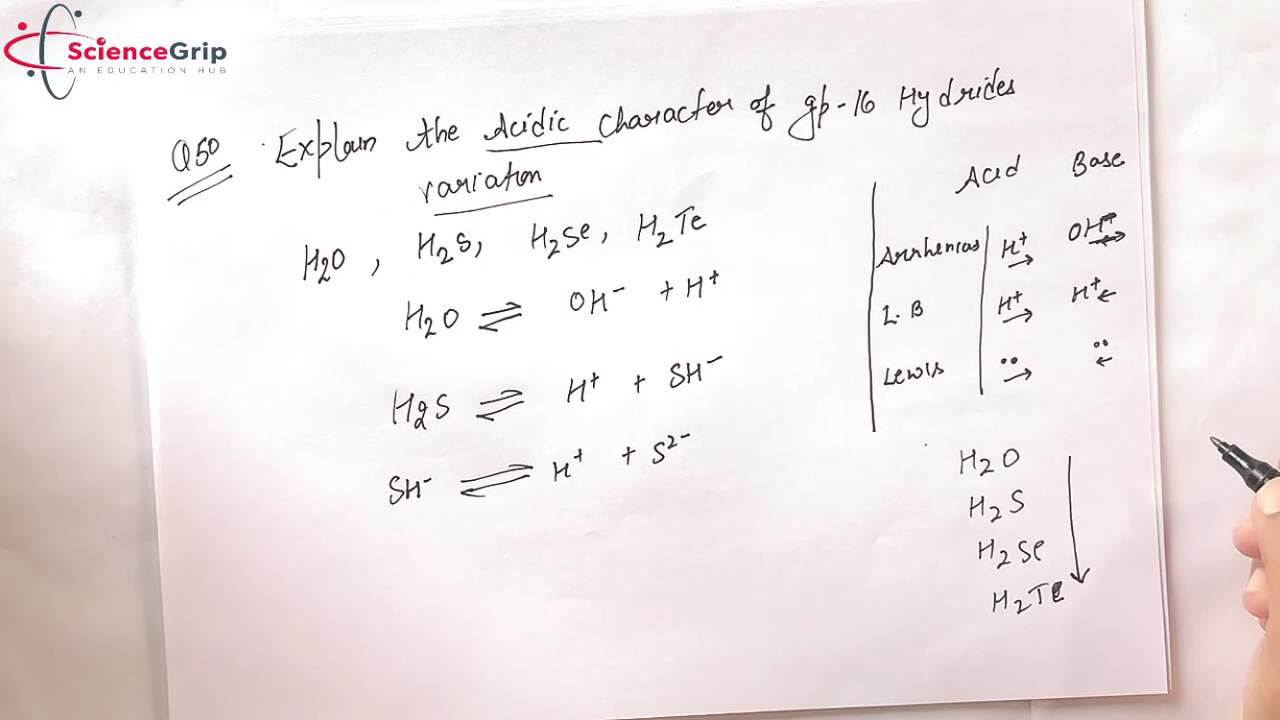 ScienceGrip
AN EDUCATION HUB
Q50 Explain the Acidic Character of gp-16 Hydrides
variation
H2O, H2S, H2Se, H2Te
H2O ⇌ OH⁻ + H⁺
H2S ⇌ H⁺ + SH⁻
SH⁻ ⇌ H⁺ + S²⁻
Acid Base
Arrhenias H⁺ → OH⁻
L.B H⁺ → H⁺ ←
Lewis •• → •• ←
H2O
H2S
H2Se
H2Te